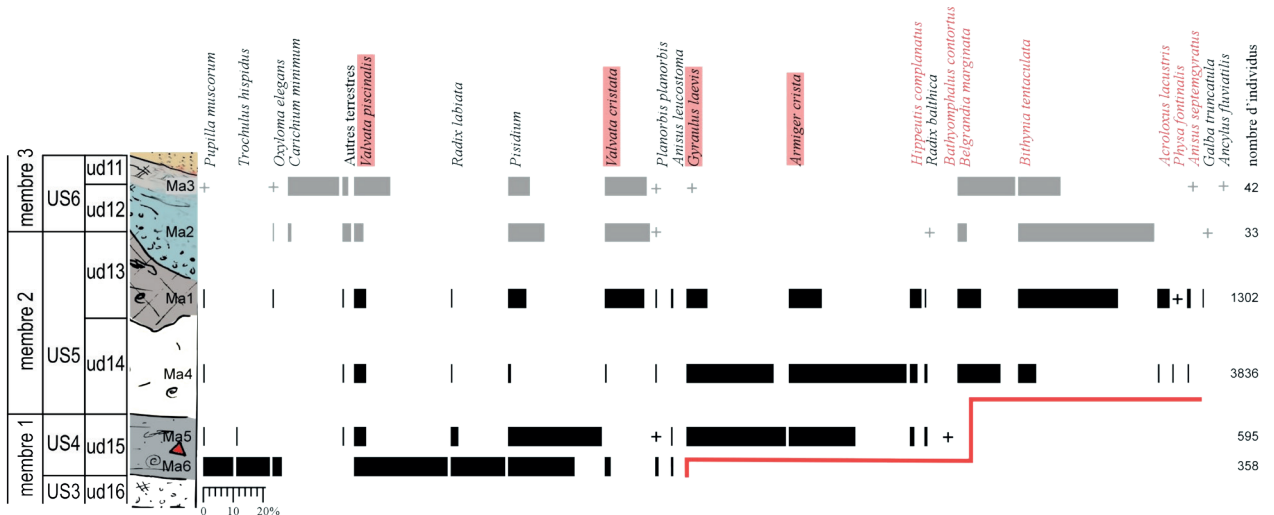 Pupilla muscorum
Trochulus hispidus
Oxyloma elegans
Carichium minimum
Autres terrestres
Valvata piscinalis
Radix labiata
Pisidium
Valvata cristata
Planorbis planorbis
Anisus leucostoma
Gyraulus laevis
Armiger crista
Hippeutis complanatus
Radix balthica
Bathyomphalus contortus
Belgrandia marginata
Bithynia tentaculata
Acroloxus lacustris
Physa fontinalis
Anisus septemgyratus
Galba truncatula
Ancylus fluviatilis
nombre d'individus
membre 3
US6
ud11
ud12
Ma3
+ + + + + +
42
Ma2
+ + +
33
membre 2
US5
ud13
Ma1
+
1302
ud14
Ma4
3836
membre 1
US4
ud15
Ma5
+ +
595
Ma6
358
US3
ud16
0 10 20%